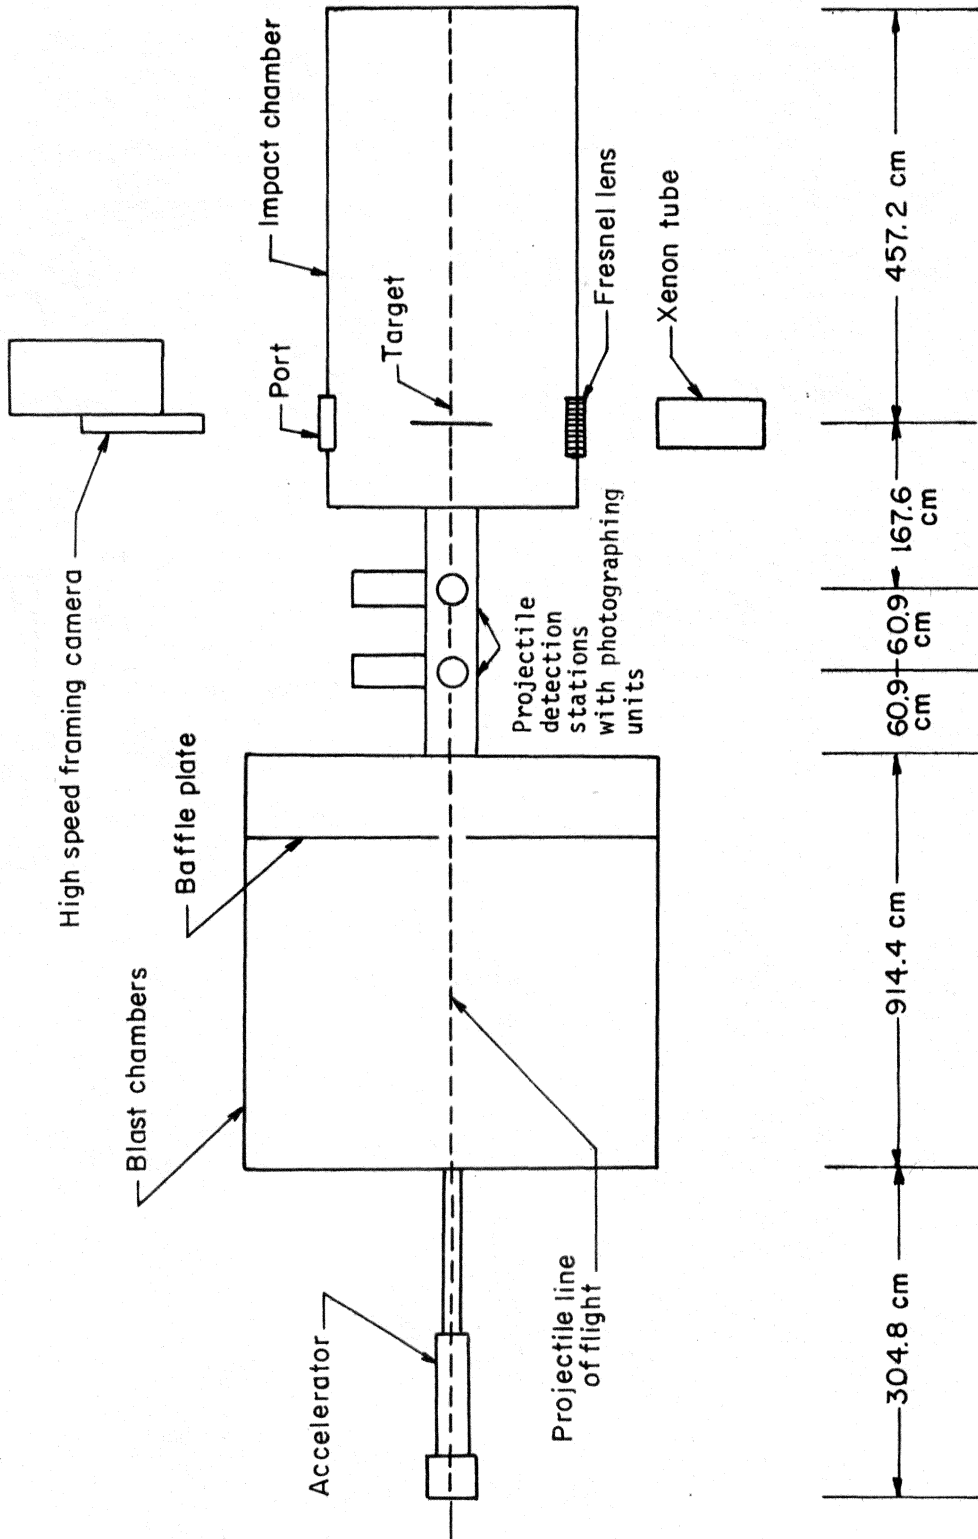 High speed framing camera
Port
Impact chamber
Target
Fresnel lens
Xenon tube
Blast chambers
Baffle plate
Projectile
detection
stations
with photographing
units
Accelerator
Projectile line
of flight
304.8 cm
914.4 cm
60.9
cm
60.9
cm
167.6
cm
457.2 cm